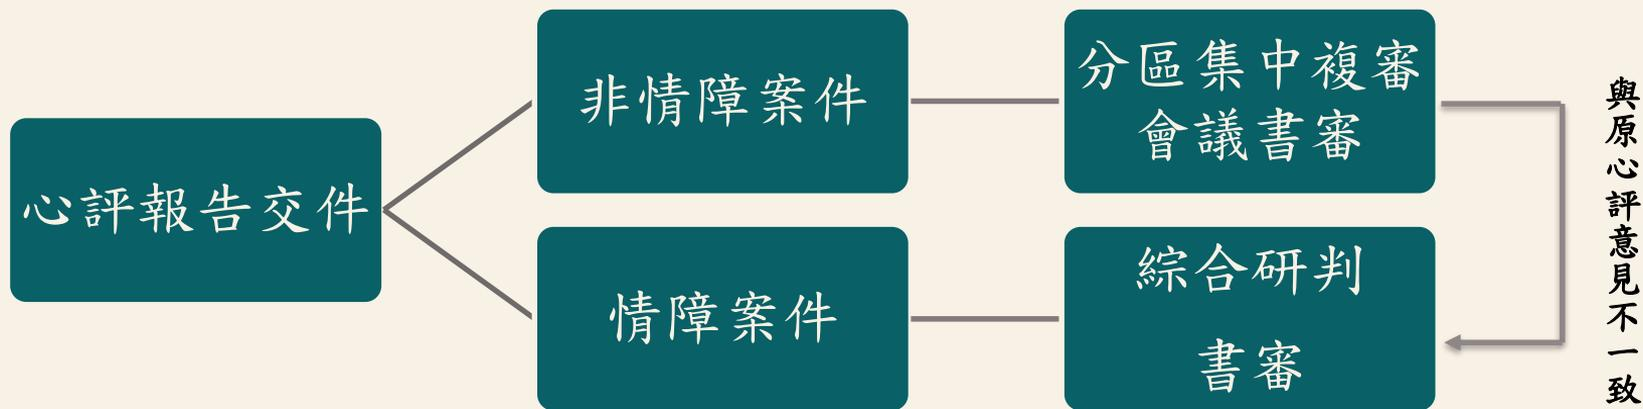 心評報告交件
非情障案件
分區集中複審
會議書審
情障案件
綜合研判
書審
與原心評意見不一致